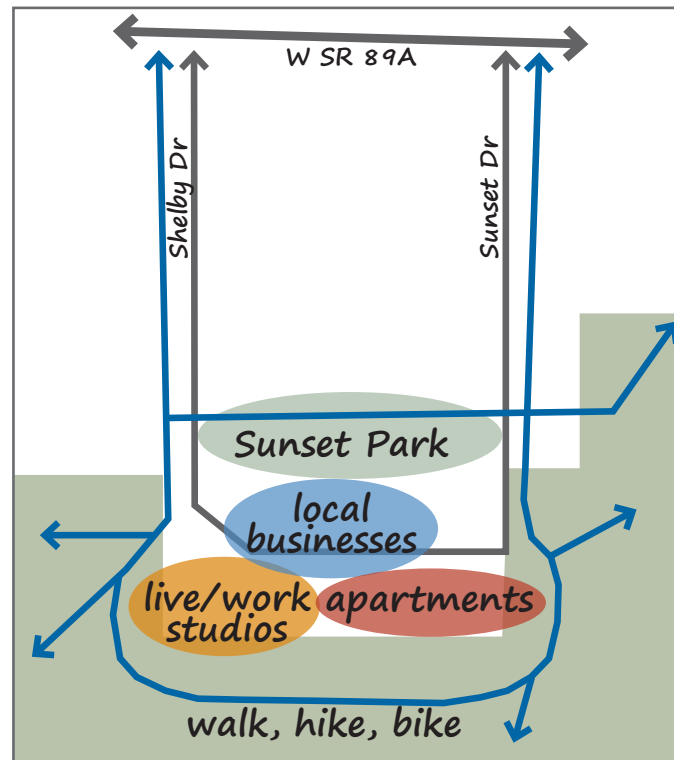 W SR 89A
Shelby Dr
Sunset Dr
Sunset Park
local
businesses
live/work
studios
apartments
walk, hike, bike